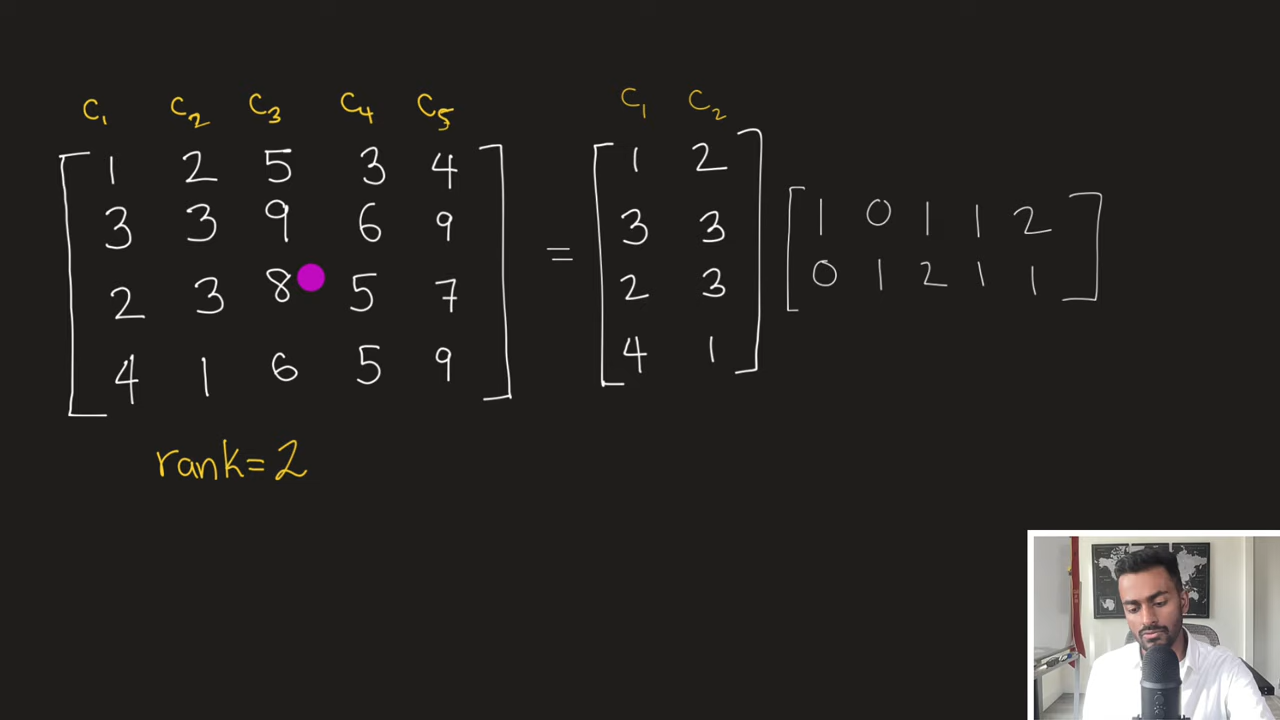 c₁ c₂ c₃ c₄ c₅ c₁ c₂
1 2 5 3 4 1 2
3 3 9 6 9 = 3 3 1 0 1 1 2
2 3 8 5 7 2 3 0 1 2 1 1
4 1 6 5 9 4 1
rank=2